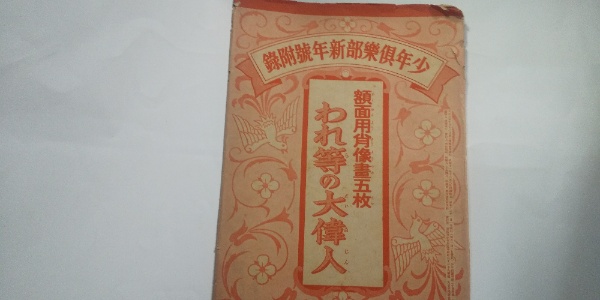 少年倶樂部新年號附錄
額面用肖像畫五枚
われ等の大偉人